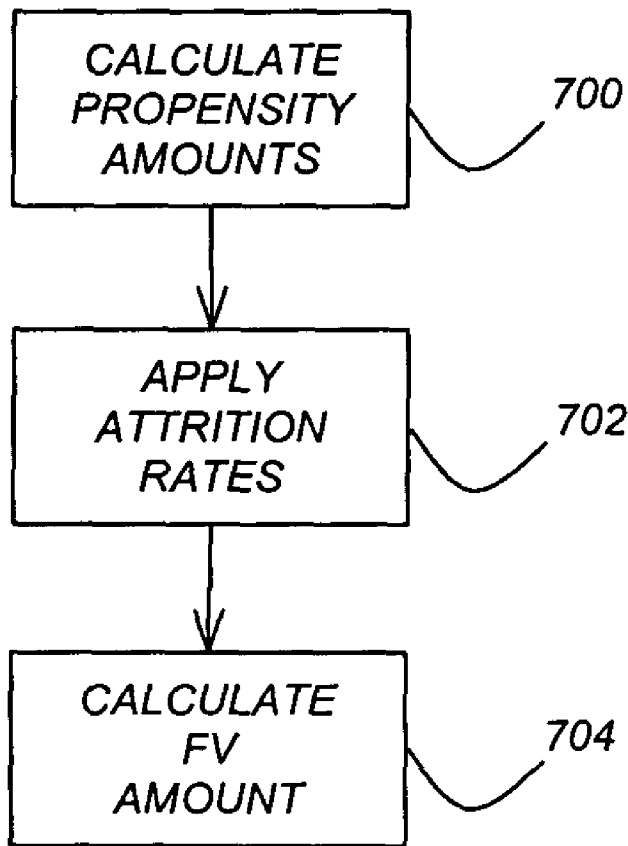 CALCULATE
PROPENSITY
AMOUNTS
700
APPLY
ATTRITION
RATES
702
CALCULATE
FV
AMOUNT
704